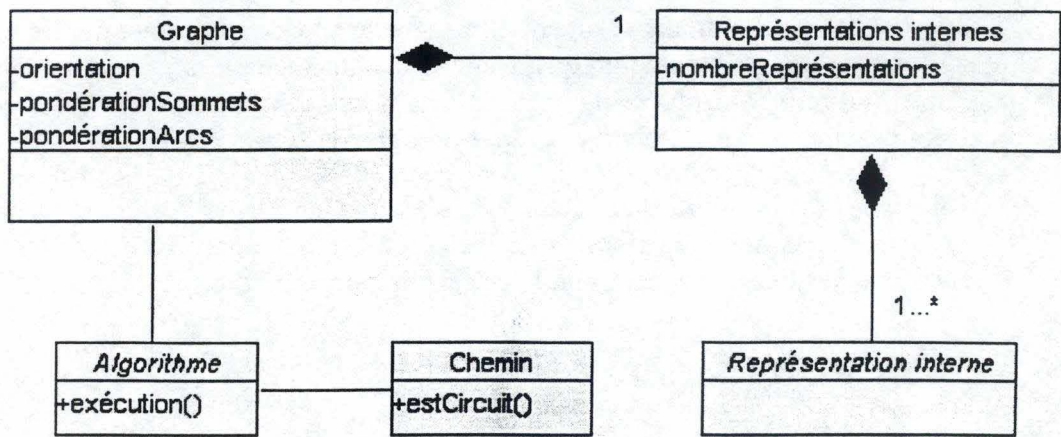 Graphe
-orientation
-pondérationSommets
-pondérationArcs
1
Représentations internes
-nombreReprésentations
1...*
Algorithme
+exécution()
Chemin
+estCircuit()
Représentation interne